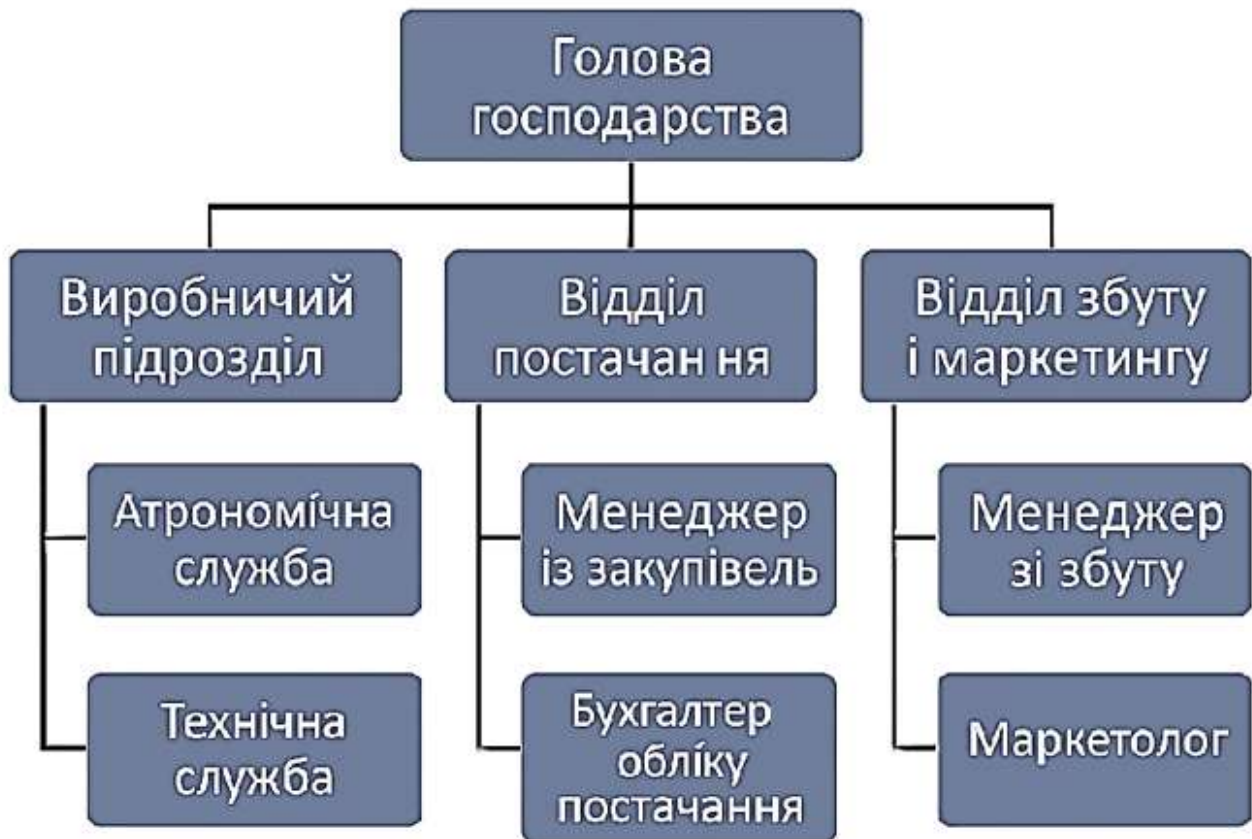 Голова
господарства
Виробничий
підрозділ
Відділ
постачан ня
Відділ збуту
і маркетингу
Атрономічна
служба
Менеджер
із закупівель
Менеджер
зі збуту
Технічна
служба
Бухгалтер
обліку
постачання
Маркетолог